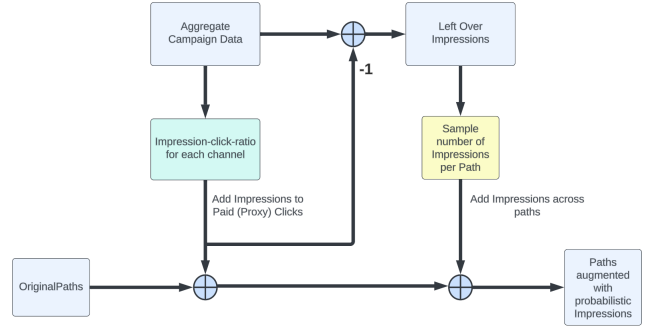 Aggregate
Campaign Data
Left Over
Impressions
-1
Impression-click-ratio
for each channel
Sample
number of
Impressions
per Path
Add Impressions to
Paid (Proxy) Clicks
Add Impressions across
paths
OriginalPaths
Paths
augmented
with
probabilistic
Impressions